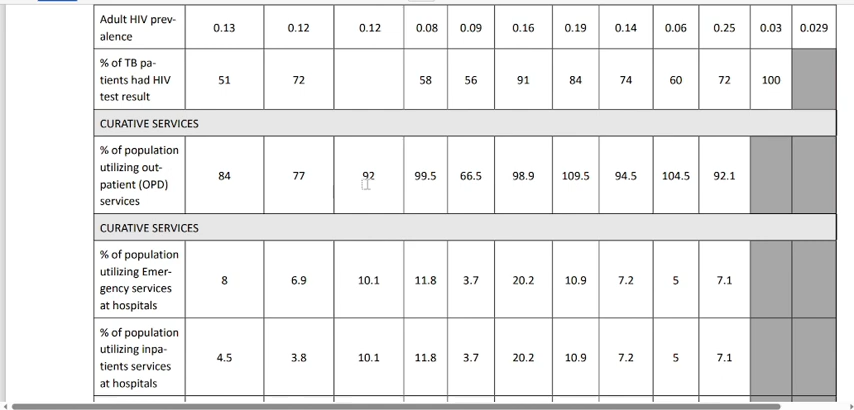 Adult HIV prev-
alence
0.13 0.12 0.12 0.08 0.09 0.16 0.19 0.14 0.06 0.25 0.03 0.029
% of TB pa-
tients had HIV
test result
51 72 58 56 91 84 74 60 72 100
CURATIVE SERVICES
% of population
utilizing out-
patient (OPD)
services
84 77 92 99.5 66.5 98.9 109.5 94.5 104.5 92.1
CURATIVE SERVICES
% of population
utilizing Emer-
gency services
at hospitals
8 6.9 10.1 11.8 3.7 20.2 10.9 7.2 5 7.1
% of population
utilizing inpa-
tients services
at hospitals
4.5 3.8 10.1 11.8 3.7 20.2 10.9 7.2 5 7.1